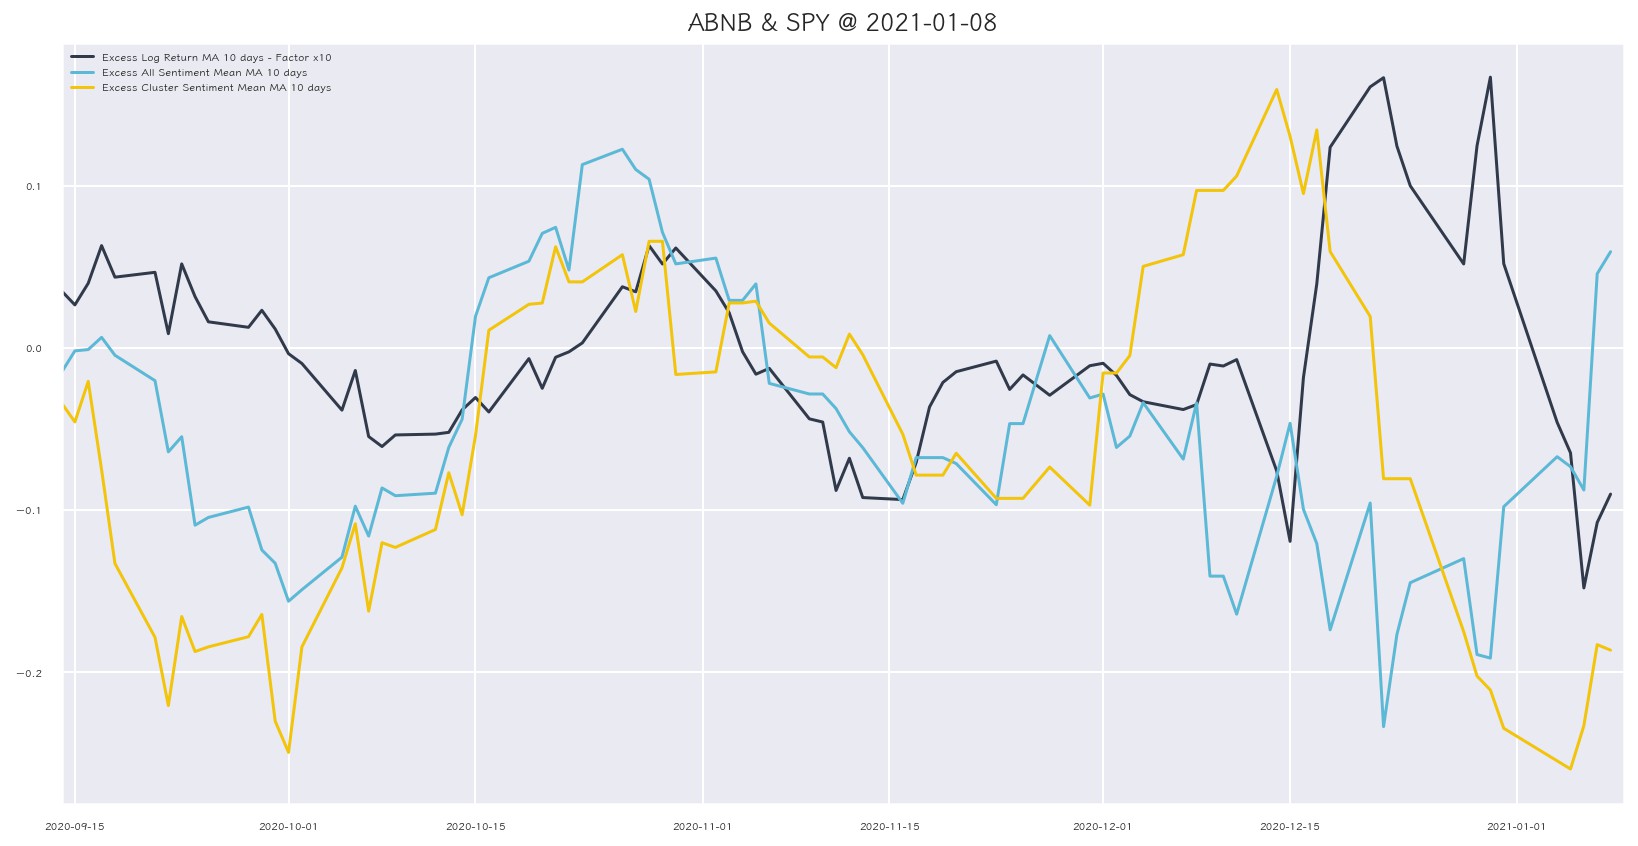 ABNB & SPY @ 2021-01-08
Excess Log Return MA 10 days - Factor x10
Excess All Sentiment Mean MA 10 days
Excess Cluster Sentiment Mean MA 10 days
0.1
0.0
−0.1
−0.2
2020-09-15 2020-10-01 2020-10-15 2020-11-01 2020-11-15 2020-12-01 2020-12-15 2021-01-01